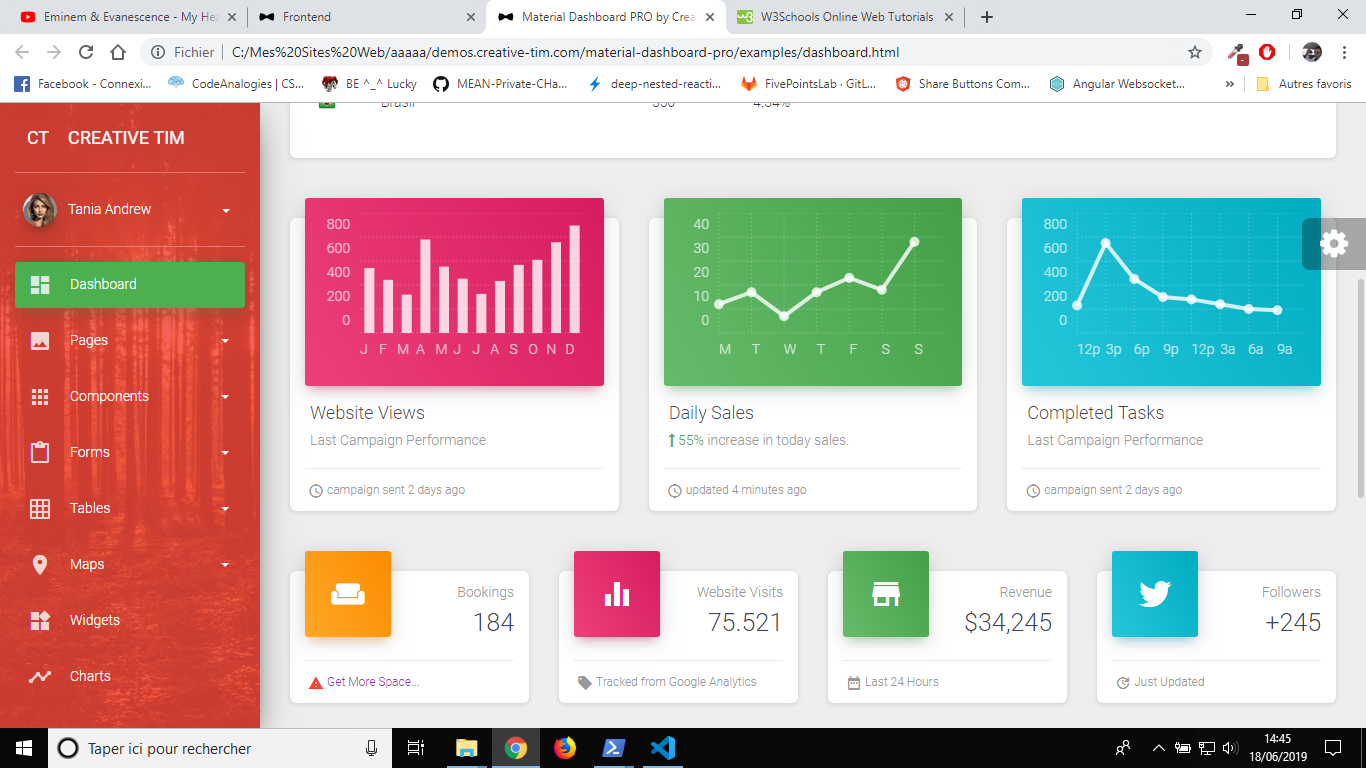 Eminem & Evanescence - My Hea
Frontend
Material Dashboard PRO by Crea
W3Schools Online Web Tutorials
Fichier
C:/Mes%20Sites%20Web/aaaaa/demos.creative-tim.com/material-dashboard-pro/examples/dashboard.html
Facebook - Connexi...
CodeAnalogies | CS...
BE ^_^ Lucky
MEAN-Private-CHa...
deep-nested-reacti...
FivePointsLab · GitL...
Share Buttons Com...
Angular Websocket...
»
Autres favoris
CT CREATIVE TIM
Tania Andrew
Dashboard
Pages
Components
Forms
Tables
Maps
Widgets
Charts
Brasil 550 4.34%
800
600
400
200
0
J F M A M J J A S O N D
Website Views
Last Campaign Performance
campaign sent 2 days ago
40
30
20
10
0
M T W T F S S
Daily Sales
55% increase in today sales.
updated 4 minutes ago
800
600
400
200
0
12p 3p 6p 9p 12p 3a 6a 9a
Completed Tasks
Last Campaign Performance
campaign sent 2 days ago
Bookings
184
Get More Space...
Website Visits
75.521
Tracked from Google Analytics
Revenue
$34,245
Last 24 Hours
Followers
+245
Just Updated
Taper ici pour rechercher
14:45
18/06/2019